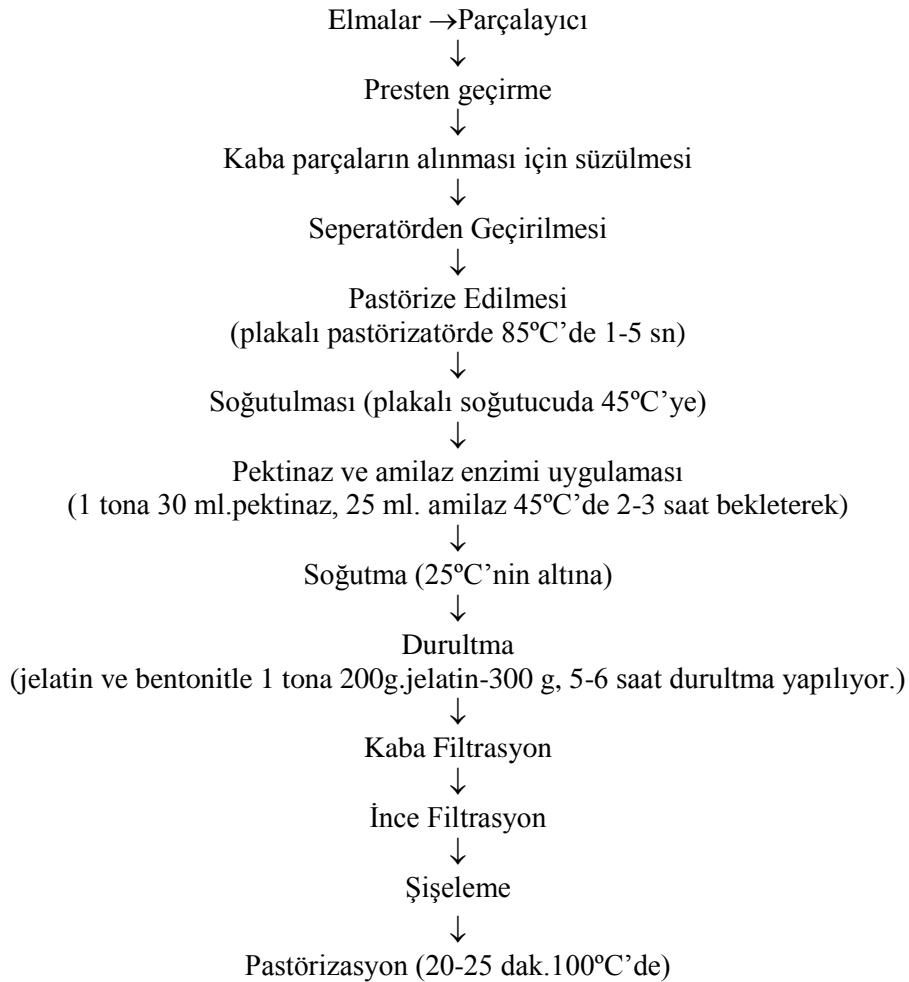 Elmalar →Parçalayıcı
↓
Presten geçirme
↓
Kaba parçaların alınması için süzülmesi
↓
Seperatörden Geçirilmesi
↓
Pastörize Edilmesi
(plakalı pastörizatörde 85ºC’de 1-5 sn)
↓
Soğutulması (plakalı soğutucuda 45ºC’ye)
↓
Pektinaz ve amilaz enzimi uygulaması
(1 tona 30 ml.pektinaz, 25 ml. amilaz 45ºC’de 2-3 saat bekleterek)
↓
Soğutma (25ºC’nin altına)
↓
Durultma
(jelatin ve bentonitle 1 tona 200g.jelatin-300 g, 5-6 saat durultma yapılıyor.)
↓
Kaba Filtrasyon
↓
İnce Filtrasyon
↓
Şişeleme
↓
Pastörizasyon (20-25 dak.100ºC’de)